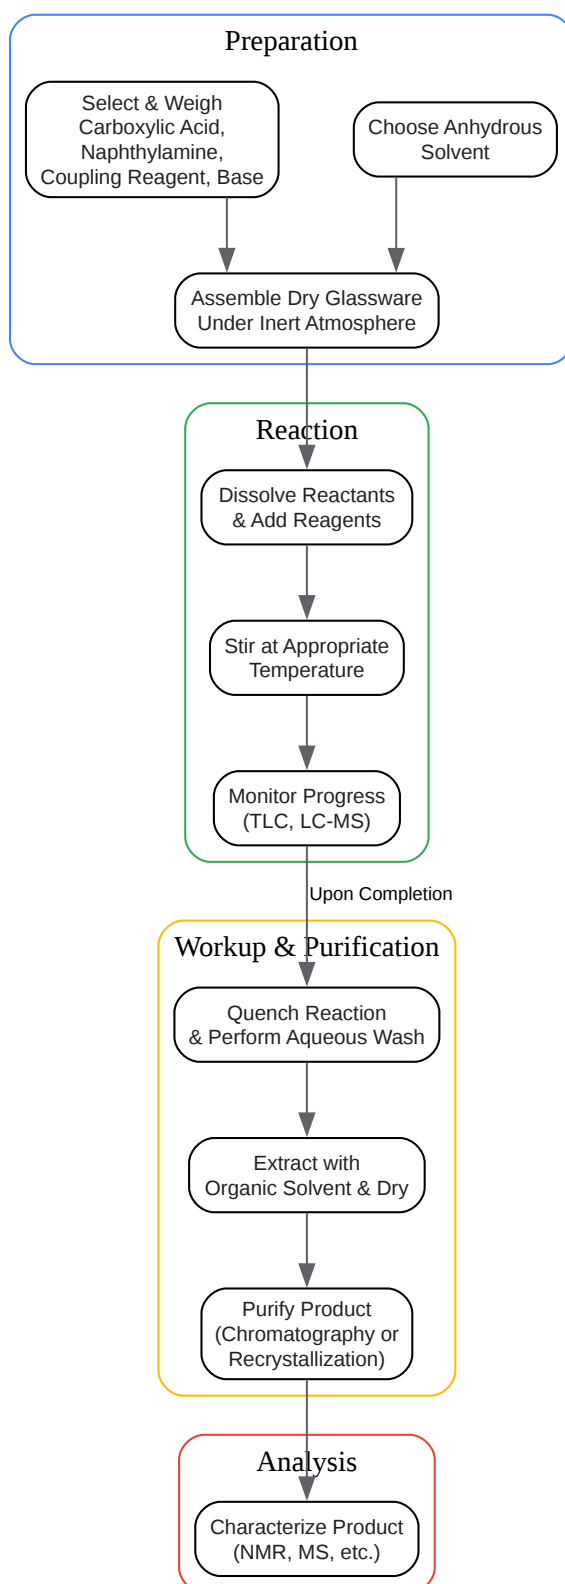 Preparation
Select & Weigh
Carboxylic Acid,
Naphthylamine,
Coupling Reagent, Base
Choose Anhydrous
Solvent
Assemble Dry Glassware
Under Inert Atmosphere
Reaction
Dissolve Reactants
& Add Reagents
Stir at Appropriate
Temperature
Monitor Progress
(TLC, LC-MS)
Upon Completion
Workup & Purification
Quench Reaction
& Perform Aqueous Wash
Extract with
Organic Solvent & Dry
Purify Product
(Chromatography or
Recrystallization)
Analysis
Characterize Product
(NMR, MS, etc.)